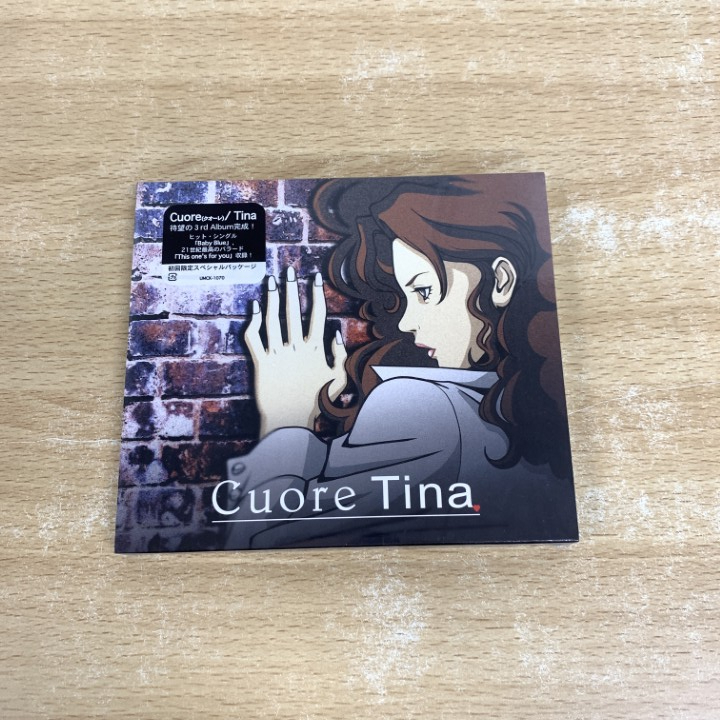 Cuore(クオーレ)/ Tina
待望の3rd Album完成！
ヒット・シングル
「Baby Blue」、
21世紀最高のバラード
「This one's for you」収録！
初回限定スペシャルパッケージ
UMCK-1070
Cuore Tina